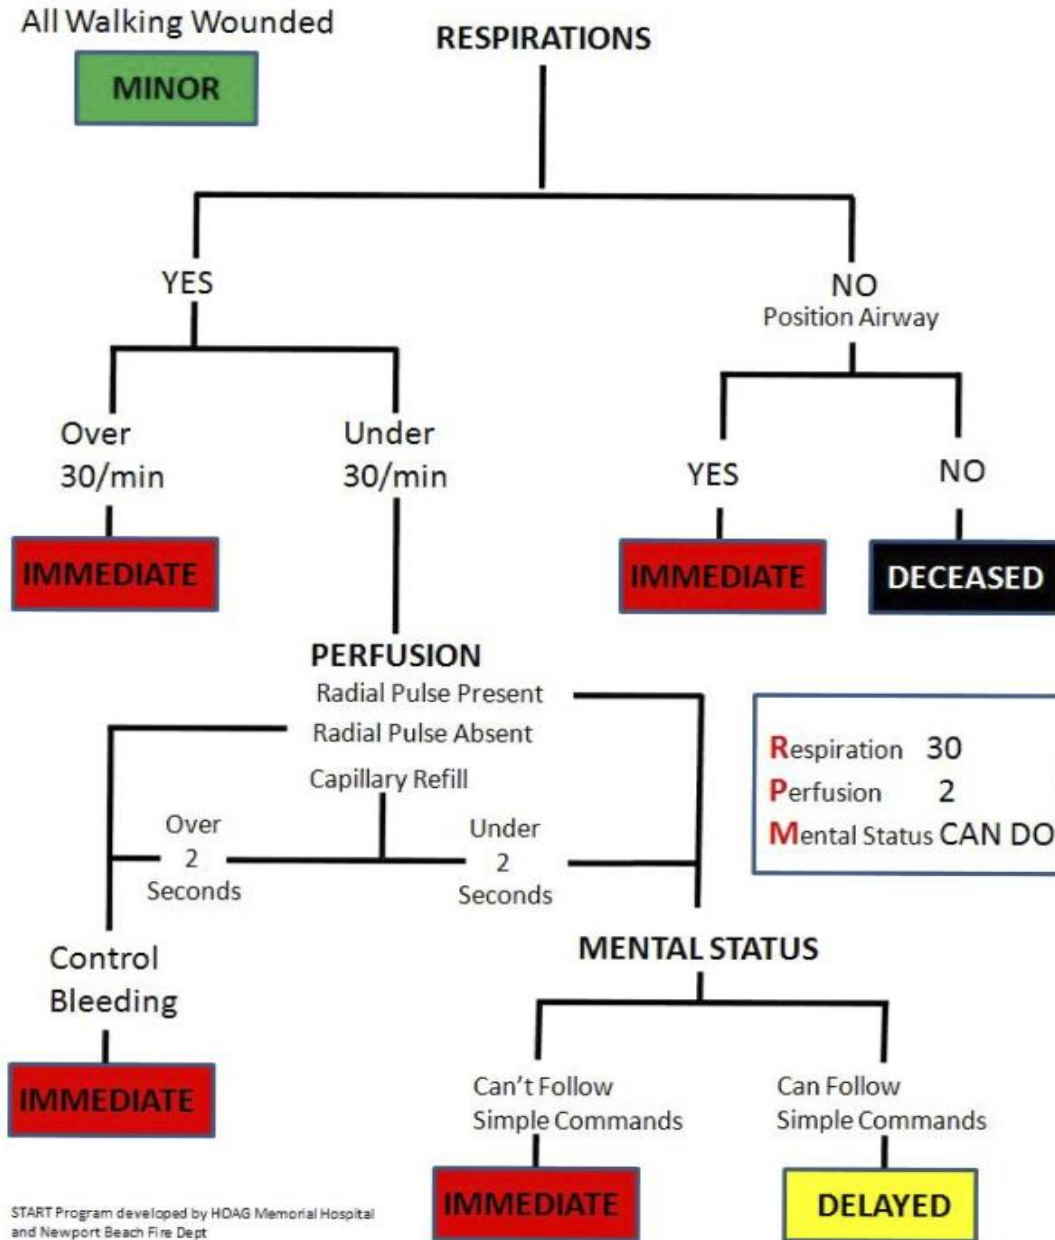 All Walking Wounded
MINOR
RESPIRATIONS
YES
NO
Position Airway
Over
30/min
Under
30/min
YES
NO
IMMEDIATE
IMMEDIATE
DECEASED
PERFUSION
Radial Pulse Present
Radial Pulse Absent
Capillary Refill
Over
2
Seconds
Under
2
Seconds
Respiration 30
Perfusion 2
Mental Status CAN DO
Control
Bleeding
IMMEDIATE
MENTAL STATUS
Can't Follow
Simple Commands
Can Follow
Simple Commands
IMMEDIATE
DELAYED
START Program developed by HOAG Memorial Hospital
and Newport Beach Fire Dept